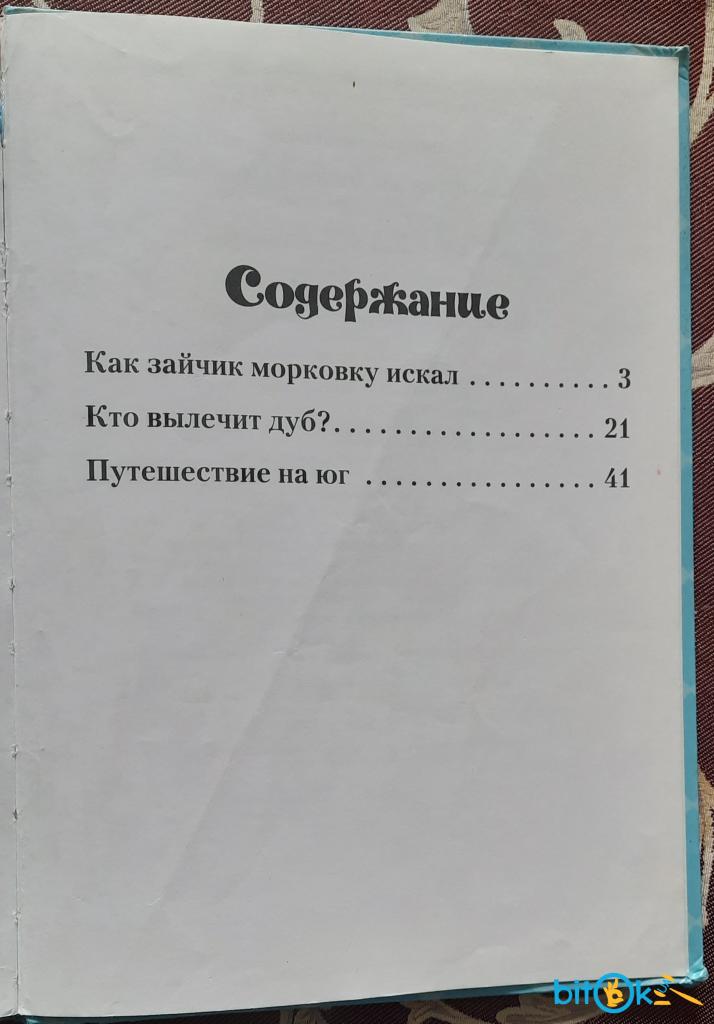 Содержание
Как зайчик морковку искал .......... 3
Кто вылечит дуб?.................. 21
Путешествие на юг ................ 41
bitOk